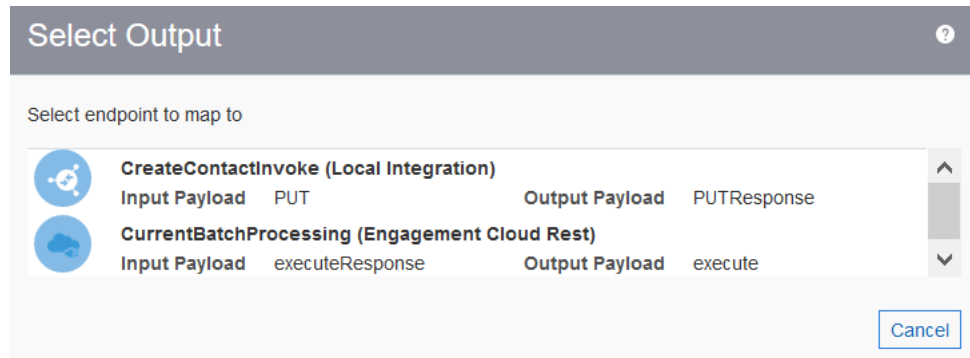 Select Output
?
Select endpoint to map to
CreateContactInvoke (Local Integration)
Input Payload PUT Output Payload PUTResponse
CurrentBatchProcessing (Engagement Cloud Rest)
Input Payload executeResponse Output Payload execute
Cancel